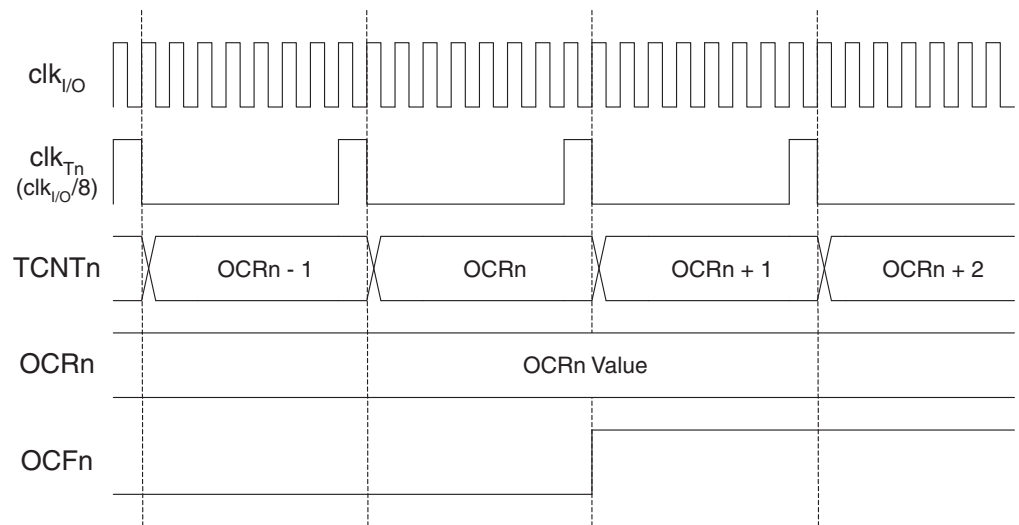 clkI/O
clkTn
(clkI/O/8)
TCNTn
OCRn - 1
OCRn
OCRn + 1
OCRn + 2
OCRn
OCRn Value
OCFn